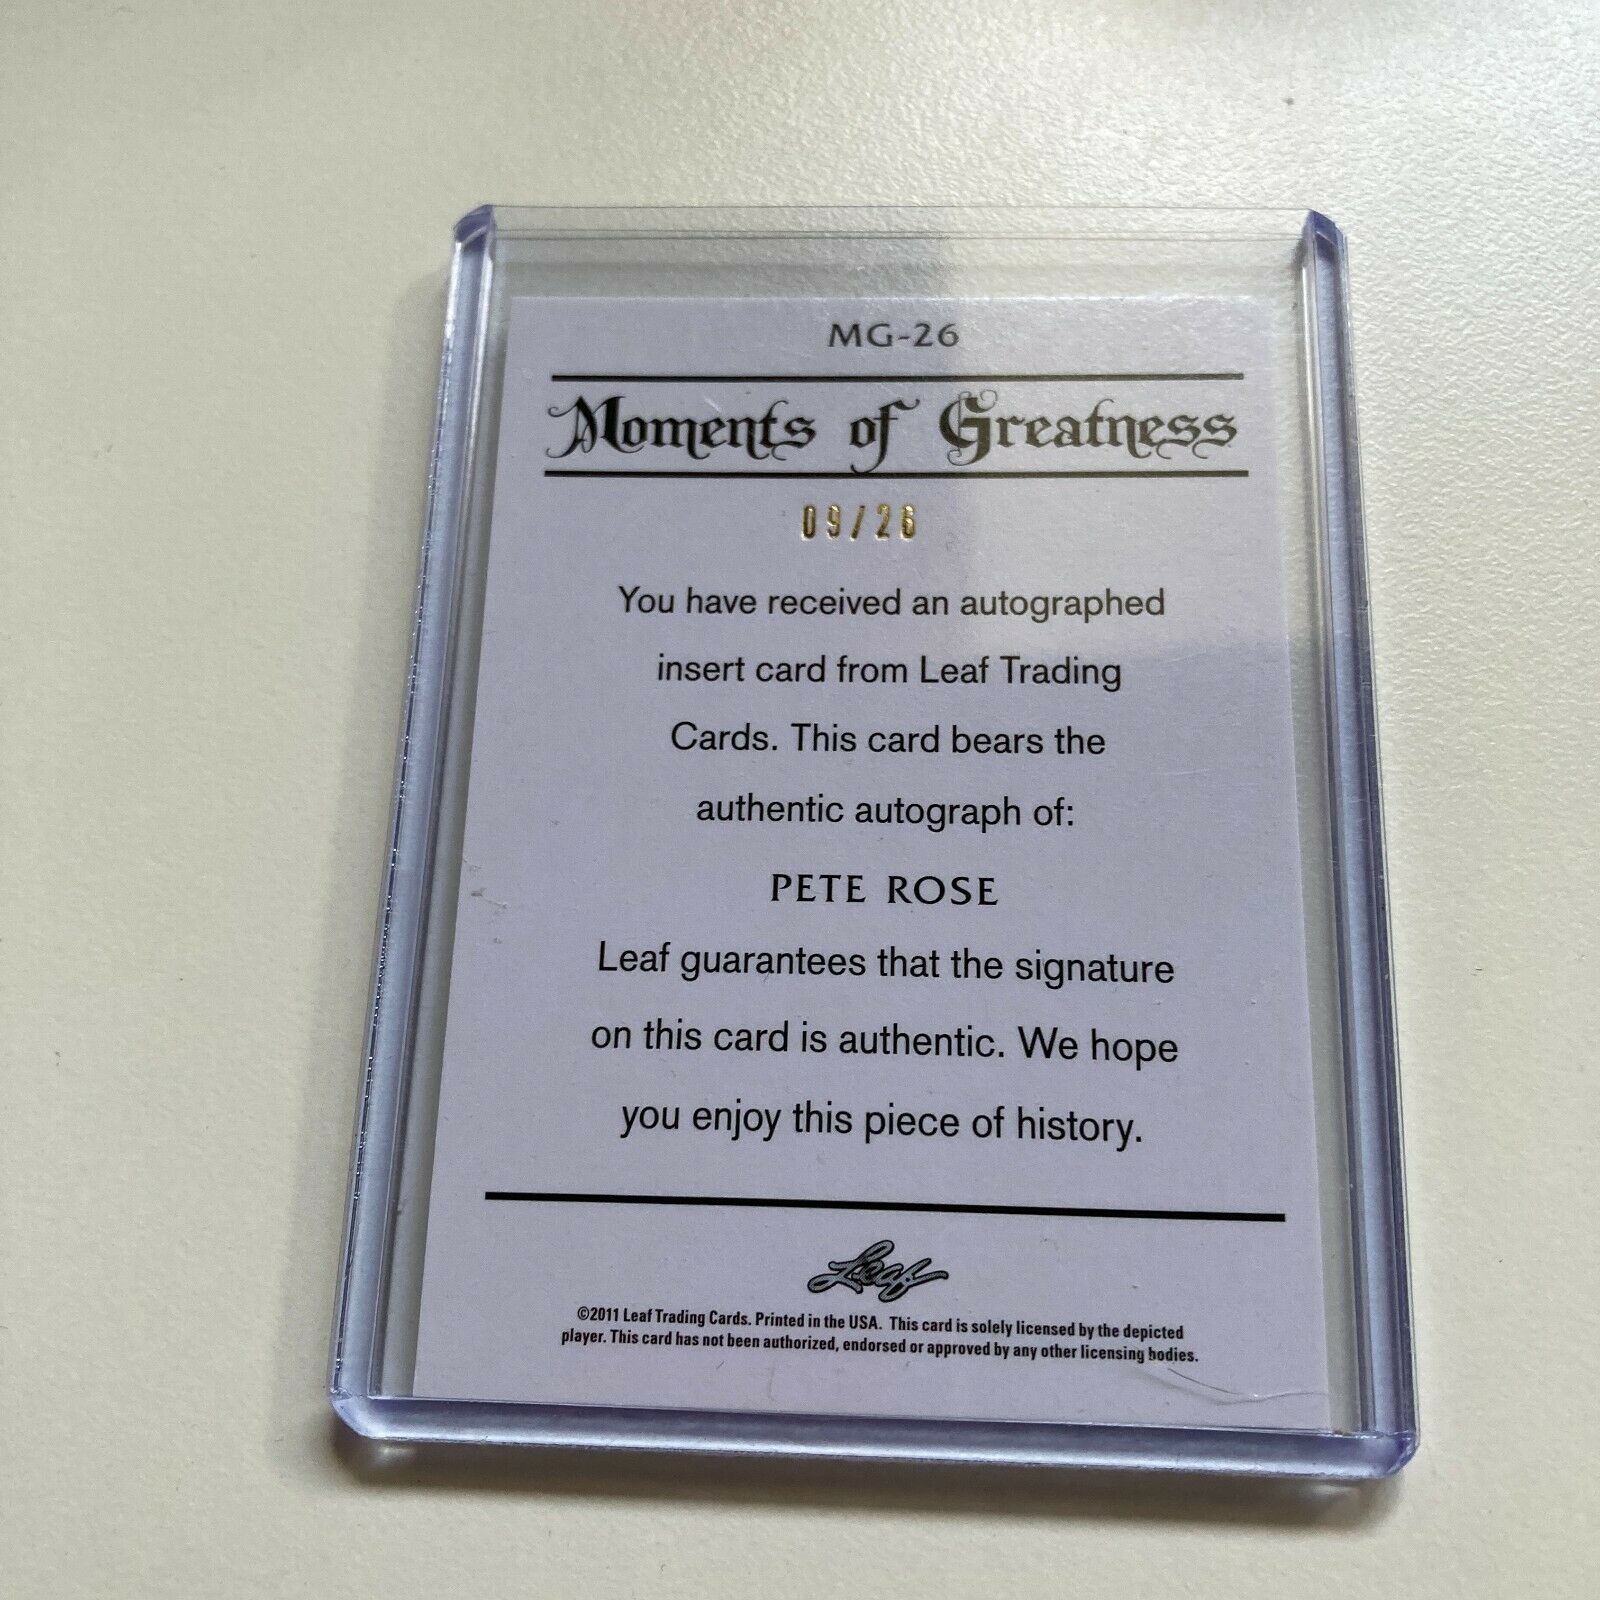 MG-26
Moments of Greatness
09/26
You have received an autographed
insert card from Leaf Trading
Cards. This card bears the
authentic autograph of:
PETE ROSE
Leaf guarantees that the signature
on this card is authentic. We hope
you enjoy this piece of history.
Leaf
©2011 Leaf Trading Cards. Printed in the USA. This card is solely licensed by the depicted
player. This card has not been authorized, endorsed or approved by any other licensing bodies.